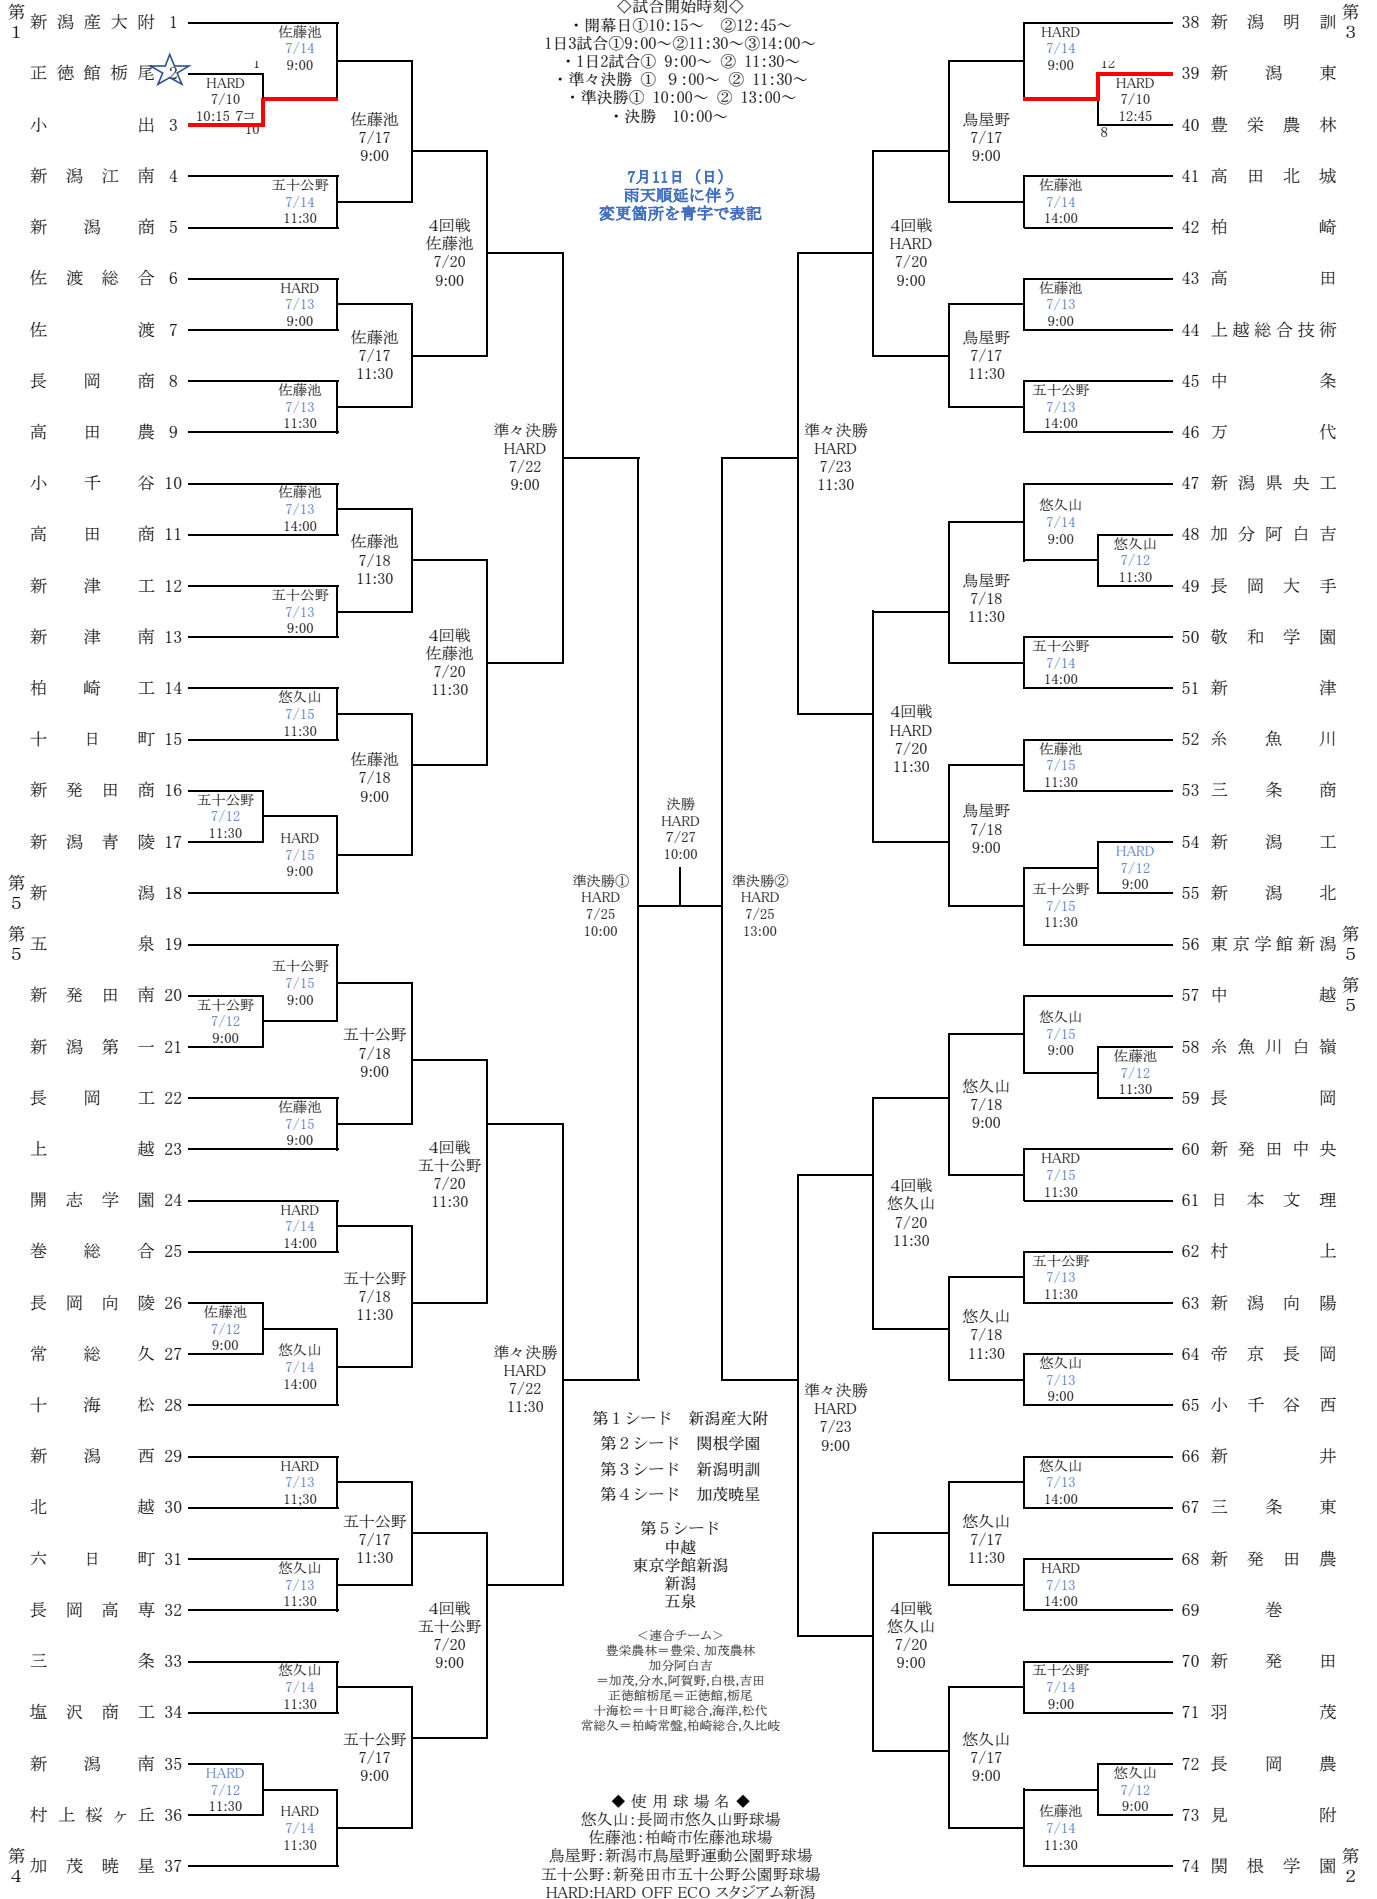 ◇試合開始時刻◇
・開幕日①10:15～　②12:45～
1日3試合①9:00～②11:30～③14:00～
・1日2試合① 9:00～ ② 11:30～
・準々決勝 ① 9:00～ ② 11:30～
・準決勝① 10:00～ ② 13:00～
・決勝　10:00～
7月11日（日）
雨天順延に伴う
変更箇所を青字で表記
第1
新潟産大附 1
正徳館栃尾 2
小出 3
新潟江南 4
新潟商 5
佐渡総合 6
佐渡 7
長岡商 8
高田農 9
小千谷 10
高田商 11
新津工 12
新津南 13
柏崎工 14
十日町 15
新発田商 16
新潟青陵 17
第5
新潟 18
第5
五泉 19
新発田南 20
新潟第一 21
長岡工 22
上越 23
開志学園 24
巻総合 25
長岡向陵 26
常総久 27
十海松 28
新潟西 29
北越 30
六日町 31
長岡高専 32
三条 33
塩沢商工 34
新潟南 35
村上桜ヶ丘 36
第4
加茂暁星 37
HARD
7/10
10:15 7コ
1
10
五十公野
7/12
11:30
五十公野
7/12
9:00
佐藤池
7/12
9:00
HARD
7/12
11:30
佐藤池
7/14
9:00
五十公野
7/14
11:30
HARD
7/13
9:00
佐藤池
7/13
11:30
佐藤池
7/13
14:00
五十公野
7/13
9:00
悠久山
7/15
11:30
HARD
7/15
9:00
五十公野
7/15
9:00
佐藤池
7/15
9:00
HARD
7/14
14:00
悠久山
7/14
14:00
HARD
7/13
11;30
悠久山
7/13
11:30
悠久山
7/14
11:30
HARD
7/14
11:30
佐藤池
7/17
9:00
佐藤池
7/17
11:30
佐藤池
7/18
11:30
佐藤池
7/18
9:00
五十公野
7/18
9:00
五十公野
7/18
11:30
五十公野
7/17
11:30
五十公野
7/17
9:00
4回戦
佐藤池
7/20
9:00
4回戦
佐藤池
7/20
11:30
4回戦
五十公野
7/20
11:30
4回戦
五十公野
7/20
9:00
準々決勝
HARD
7/22
9:00
準々決勝
HARD
7/22
11:30
準決勝①
HARD
7/25
10:00
決勝
HARD
7/27
10:00
準決勝②
HARD
7/25
13:00
準々決勝
HARD
7/23
11:30
準々決勝
HARD
7/23
9:00
4回戦
HARD
7/20
9:00
4回戦
HARD
7/20
11:30
4回戦
悠久山
7/20
11:30
4回戦
悠久山
7/20
9:00
鳥屋野
7/17
9:00
鳥屋野
7/17
11:30
鳥屋野
7/18
11:30
鳥屋野
7/18
9:00
悠久山
7/18
9:00
悠久山
7/18
11:30
悠久山
7/17
11:30
悠久山
7/17
9:00
HARD
7/14
9:00
佐藤池
7/14
14:00
佐藤池
7/13
9:00
五十公野
7/13
14:00
悠久山
7/14
9:00
五十公野
7/14
14:00
佐藤池
7/15
11:30
五十公野
7/15
11:30
悠久山
7/15
9:00
HARD
7/15
11:30
五十公野
7/13
11:30
悠久山
7/13
9:00
悠久山
7/13
14:00
HARD
7/13
14:00
五十公野
7/14
9:00
佐藤池
7/14
11:30
12
HARD
7/10
12:45
8
悠久山
7/12
11:30
HARD
7/12
9:00
佐藤池
7/12
11:30
悠久山
7/12
9:00
38 新潟明訓
第3
39 新潟東
40 豊栄農林
41 高田北城
42 柏崎
43 高田
44 上越総合技術
45 中条
46 万代
47 新潟県央工
48 加分阿白吉
49 長岡大手
50 敬和学園
51 新津
52 糸魚川
53 三条商
54 新潟工
55 新潟北
56 東京学館新潟
第5
57 中越
第5
58 糸魚川白嶺
59 長岡
60 新発田中央
61 日本文理
62 村上
63 新潟向陽
64 帝京長岡
65 小千谷西
66 新井
67 三条東
68 新発田農
69 巻
70 新発田
71 羽茂
72 長岡農
73 見附
74 関根学園
第2
第1シード　新潟産大附
第2シード　関根学園
第3シード　新潟明訓
第4シード　加茂暁星
第5シード
中越
東京学館新潟
新潟
五泉
＜連合チーム＞
豊栄農林＝豊栄、加茂農林
加分阿白吉
＝加茂,分水,阿賀野,白根,吉田
正徳館栃尾＝正徳館,栃尾
十海松＝十日町総合,海洋,松代
常総久＝柏崎常盤,柏崎総合,久比岐
◆ 使 用 球 場 名 ◆
悠久山:長岡市悠久山野球場
佐藤池:柏崎市佐藤池球場
鳥屋野:新潟市鳥屋野運動公園野球場
五十公野:新発田市五十公野公園野球場
HARD:HARD OFF ECO スタジアム新潟